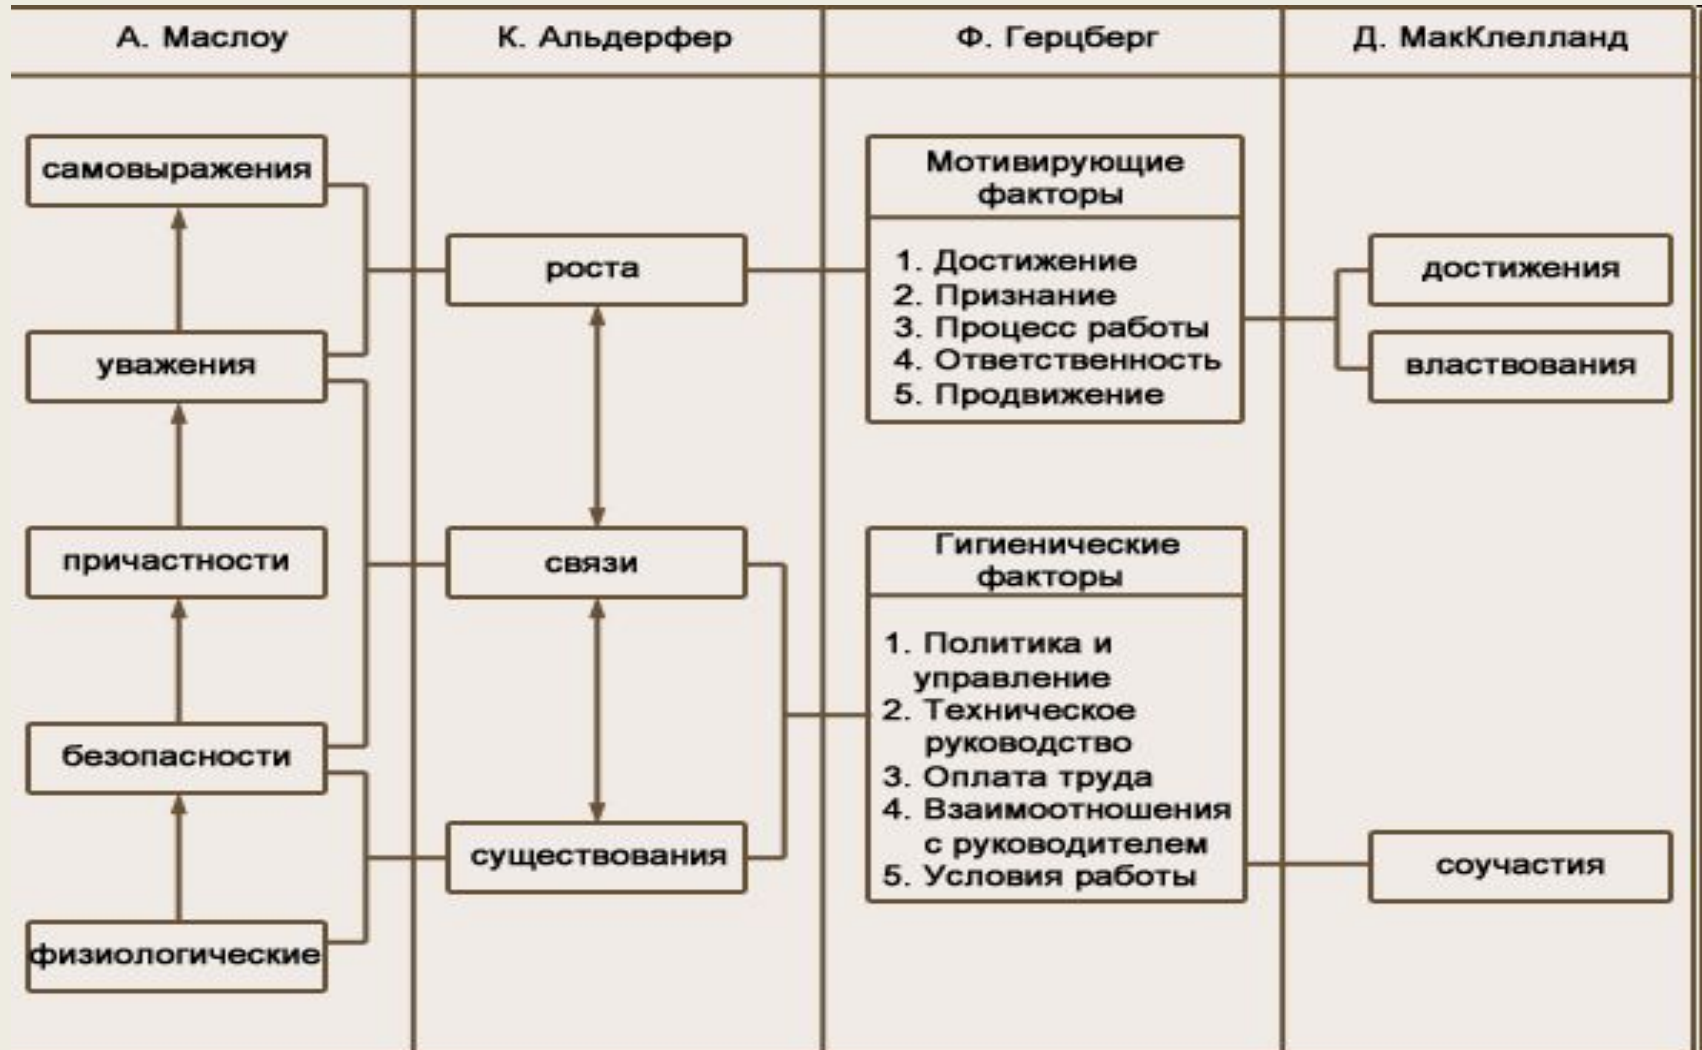 А. Маслоу
К. Альдерфер
Ф. Герцберг
Д. МакКлелланд
самовыражения
уважения
причастности
безопасности
физиологические
роста
связи
существования
Мотивирующие
факторы
1. Достижение
2. Признание
3. Процесс работы
4. Ответственность
5. Продвижение
Гигиенические
факторы
1. Политика и
управление
2. Техническое
руководство
3. Оплата труда
4. Взаимоотношения
с руководителем
5. Условия работы
достижения
властвования
соучастия